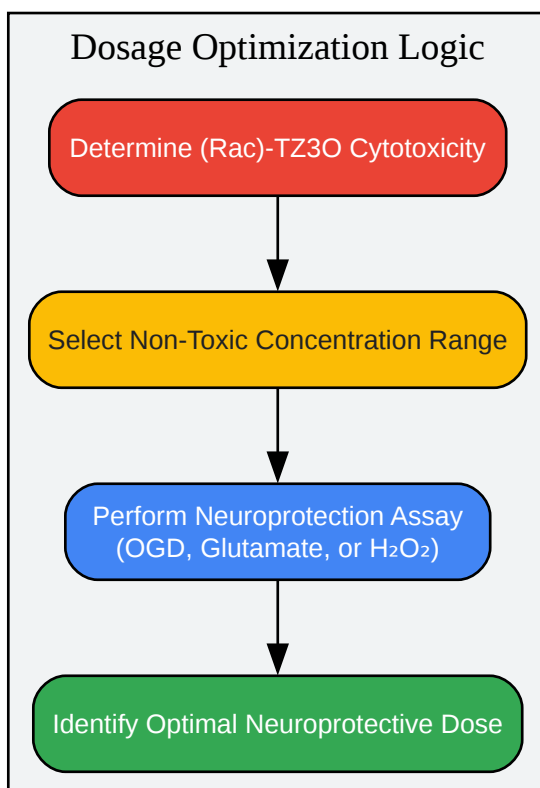 Dosage Optimization Logic
Determine (Rac)-TZ3O Cytotoxicity
Select Non-Toxic Concentration Range
Perform Neuroprotection Assay
(OGD, Glutamate, or H₂O₂)
Identify Optimal Neuroprotective Dose